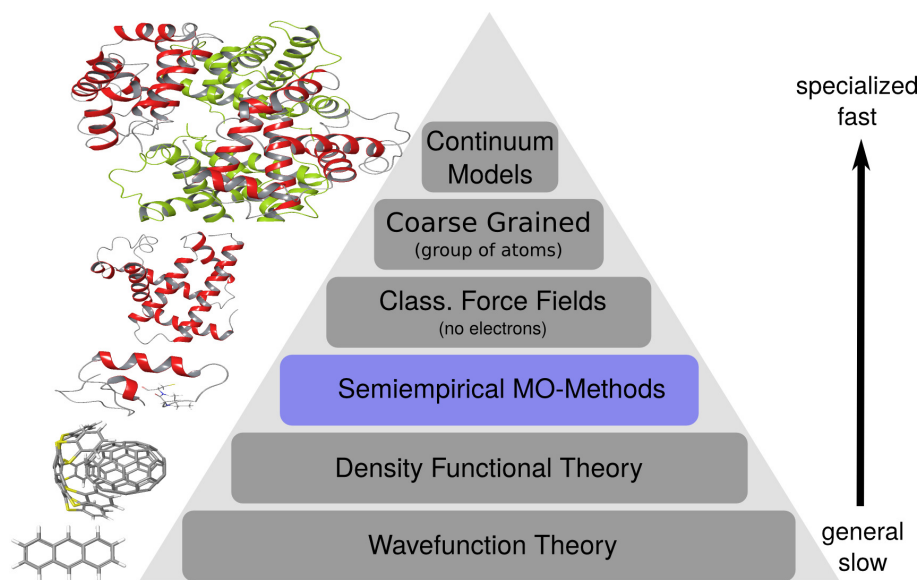 specialized
fast
Continuum
Models
Coarse Grained
(group of atoms)
Class. Force Fields
(no electrons)
Semiempirical MO-Methods
Density Functional Theory
Wavefunction Theory
general
slow